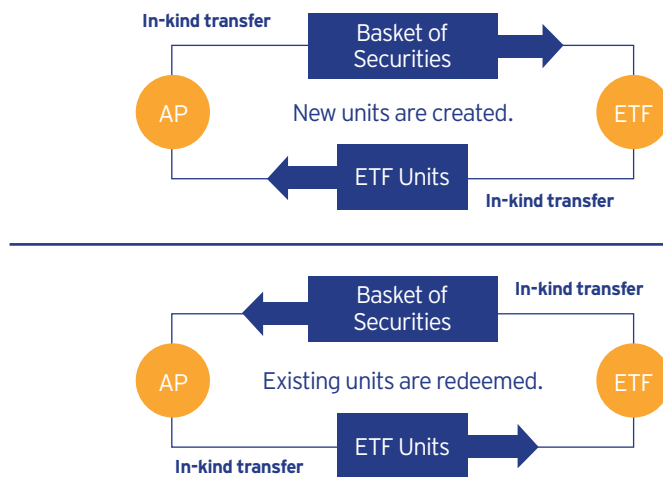 In-kind transfer
Basket of
Securities
AP
New units are created.
ETF
ETF Units
In-kind transfer
Basket of
Securities
In-kind transfer
AP
Existing units are redeemed.
ETF
ETF Units
In-kind transfer